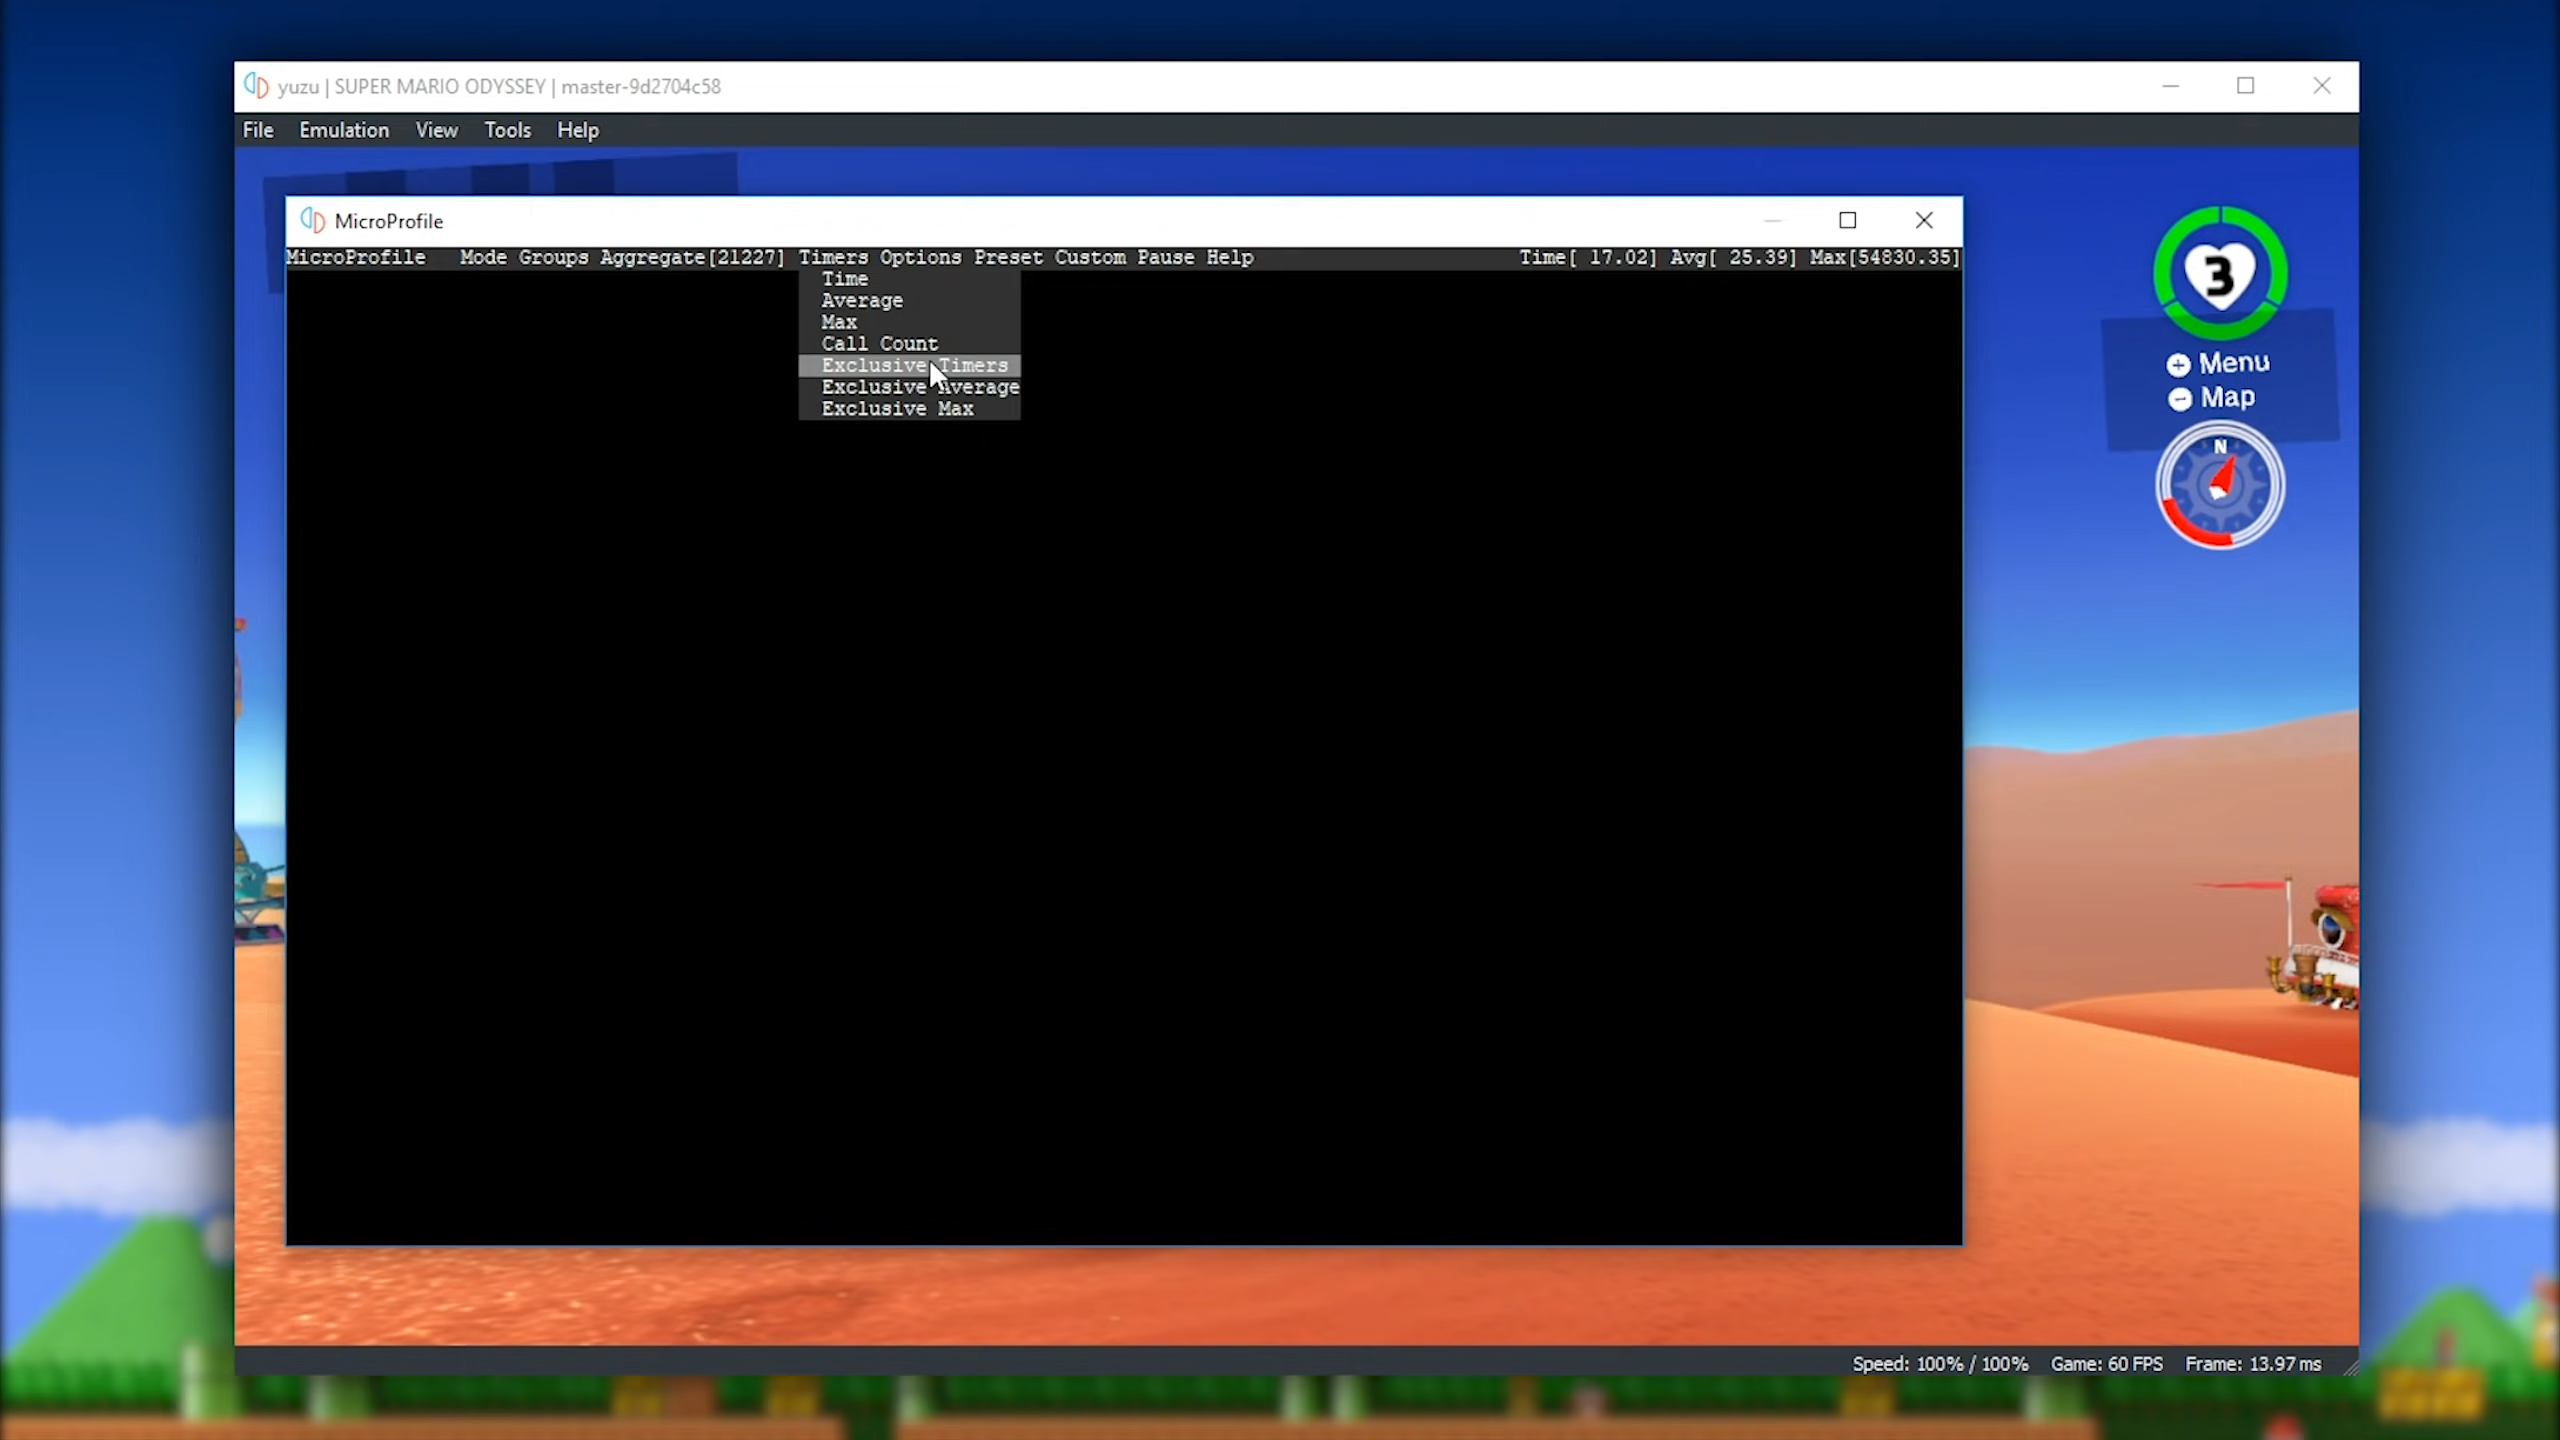 yuzu | SUPER MARIO ODYSSEY | master-9d2704c58
File Emulation View Tools Help
MicroProfile
MicroProfile Mode Groups Aggregate[21227] Timers Options Preset Custom Pause Help Time[ 17.02] Avg[ 25.39] Max[54830.35]
Time
Average
Max
Call Count
Exclusive Timers
Exclusive Average
Exclusive Max
3
+ Menu
- Map
N
Speed: 100% / 100% Game: 60 FPS Frame: 13.97 ms